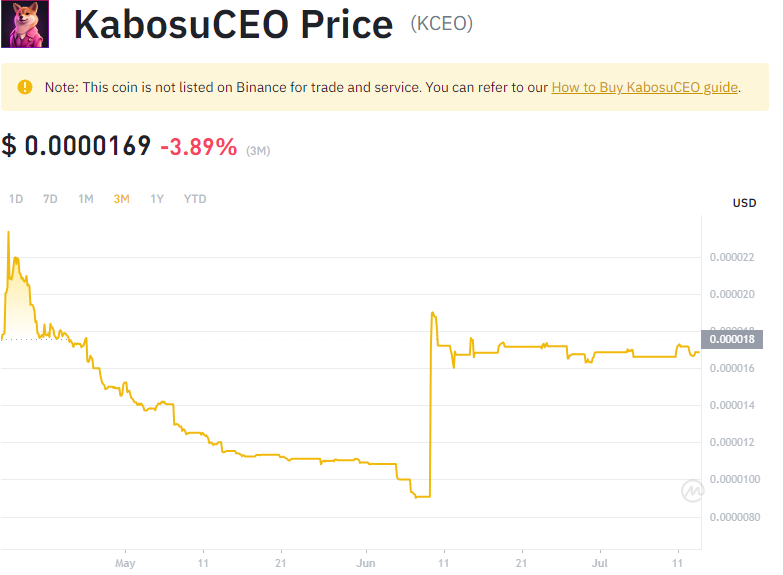 KabosuCEO Price (KCEO)
Note: This coin is not listed on Binance for trade and service. You can refer to our How to Buy KabosuCEO guide.
$ 0.0000169 -3.89% (3M)
1D 7D 1M 3M 1Y YTD
USD
0.000022
0.000020
0.000018
0.000016
0.000014
0.000012
0.0000100
0.0000080
May 11 21 Jun 11 21 Jul 11